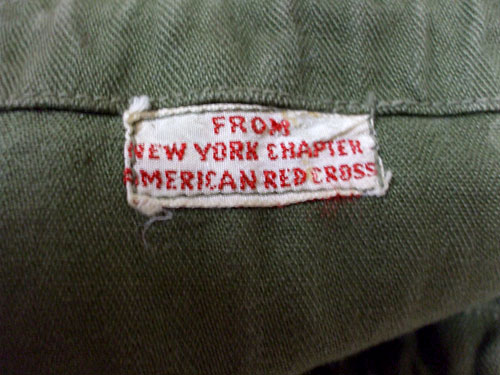 FROM
NEW YORK CHAPTER
AMERICAN RED CROSS